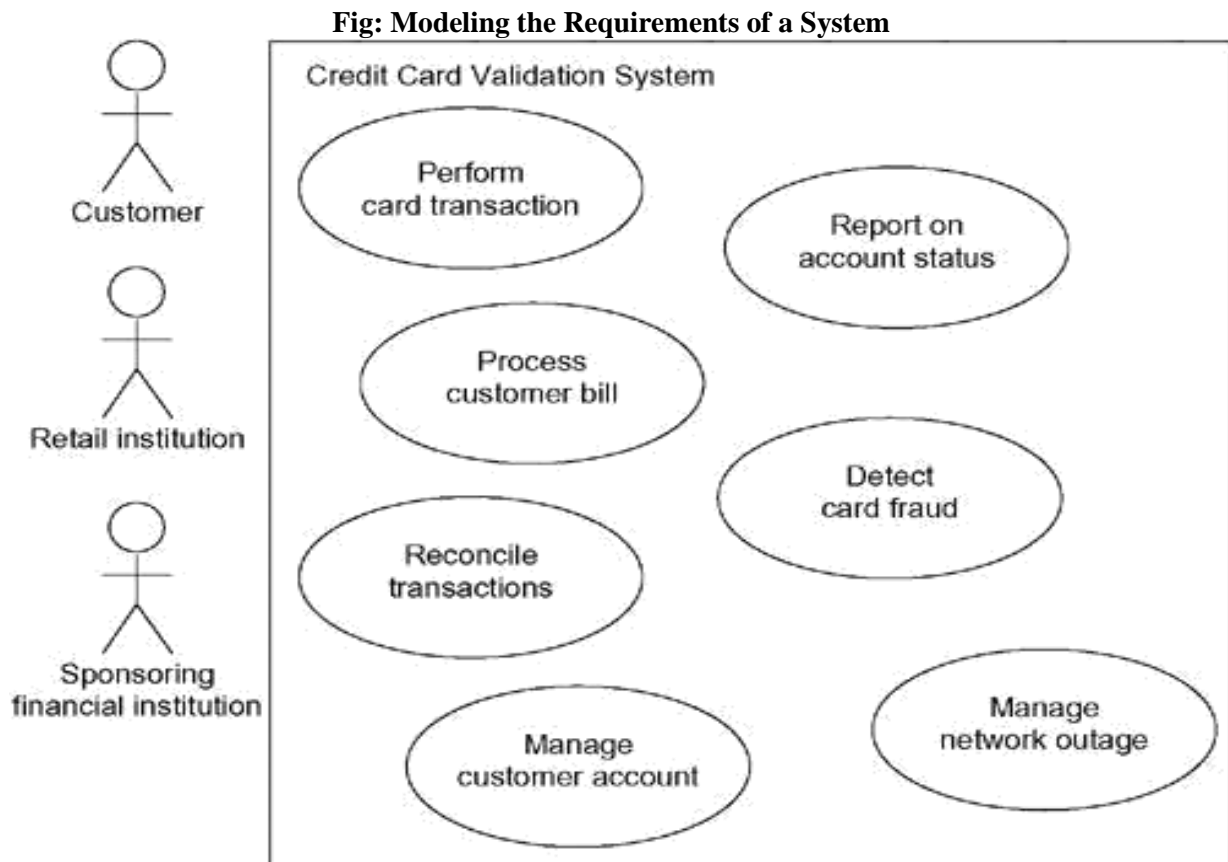 Fig: Modeling the Requirements of a System
Credit Card Validation System
Customer
Perform
card transaction
Report on
account status
Retail institution
Process
customer bill
Detect
card fraud
Reconcile
transactions
Sponsoring
financial institution
Manage
customer account
Manage
network outage